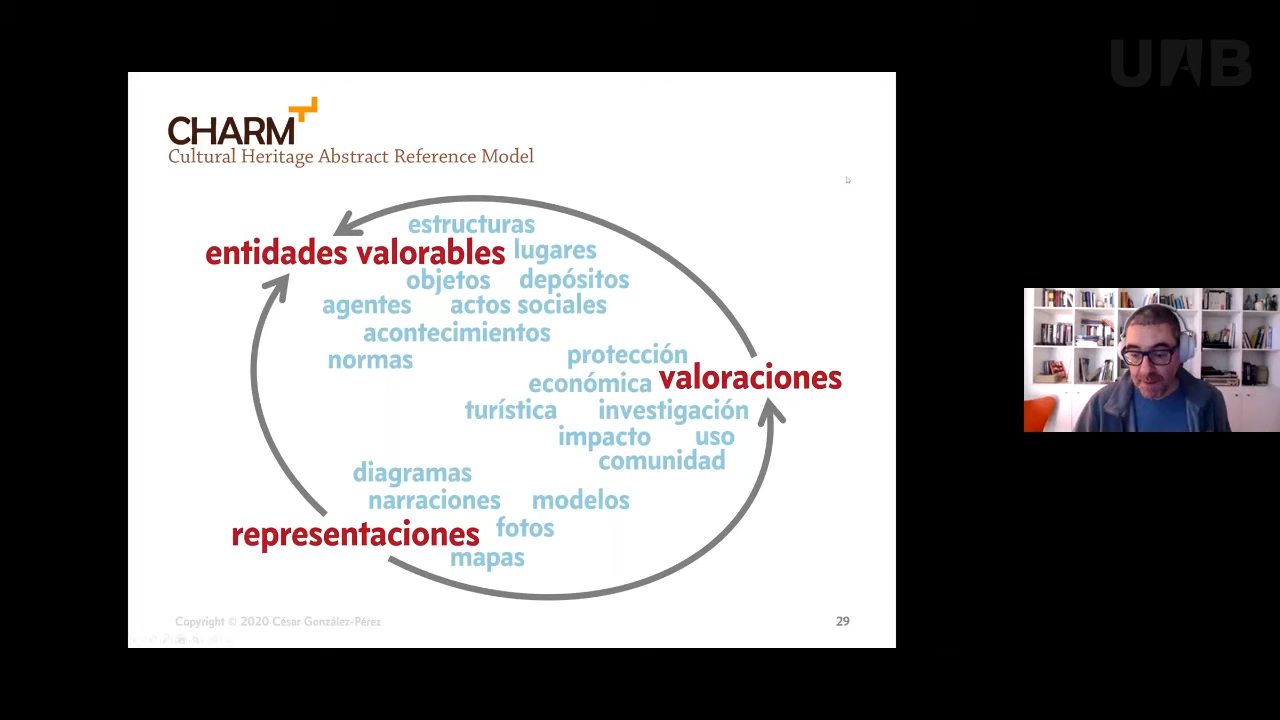 UAB
CHARM
Cultural Heritage Abstract Reference Model
estructuras
entidades valorables lugares
objetos depósitos
agentes actos sociales
acontecimientos
normas
protección
económica valoraciones
turística investigación
impacto uso
comunidad
diagramas
narraciones modelos
representaciones fotos
mapas
Copyright © 2020 César González-Pérez
29